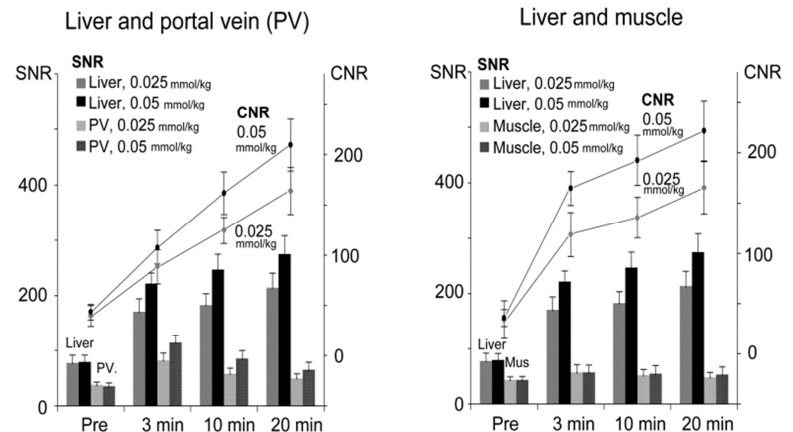 Liver and portal vein (PV)
SNR
SNR
CNR
Liver, 0.025 mmol/kg
Liver, 0.05 mmol/kg
PV, 0.025 mmol/kg
PV, 0.05 mmol/kg
CNR
0.05
mmol/kg
0.025
mmol/kg
400
200
0
200
100
0
Liver
PV.
Pre
3 min
10 min
20 min
Liver and muscle
SNR
SNR
CNR
Liver, 0.025 mmol/kg
Liver, 0.05 mmol/kg
Muscle, 0.025 mmol/kg
Muscle, 0.05 mmol/kg
CNR
0.05
mmol/kg
0.025
mmol/kg
400
200
0
200
100
0
Liver
Mus
Pre
3 min
10 min
20 min